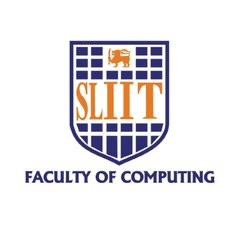 SLIIT
FACULTY OF COMPUTING